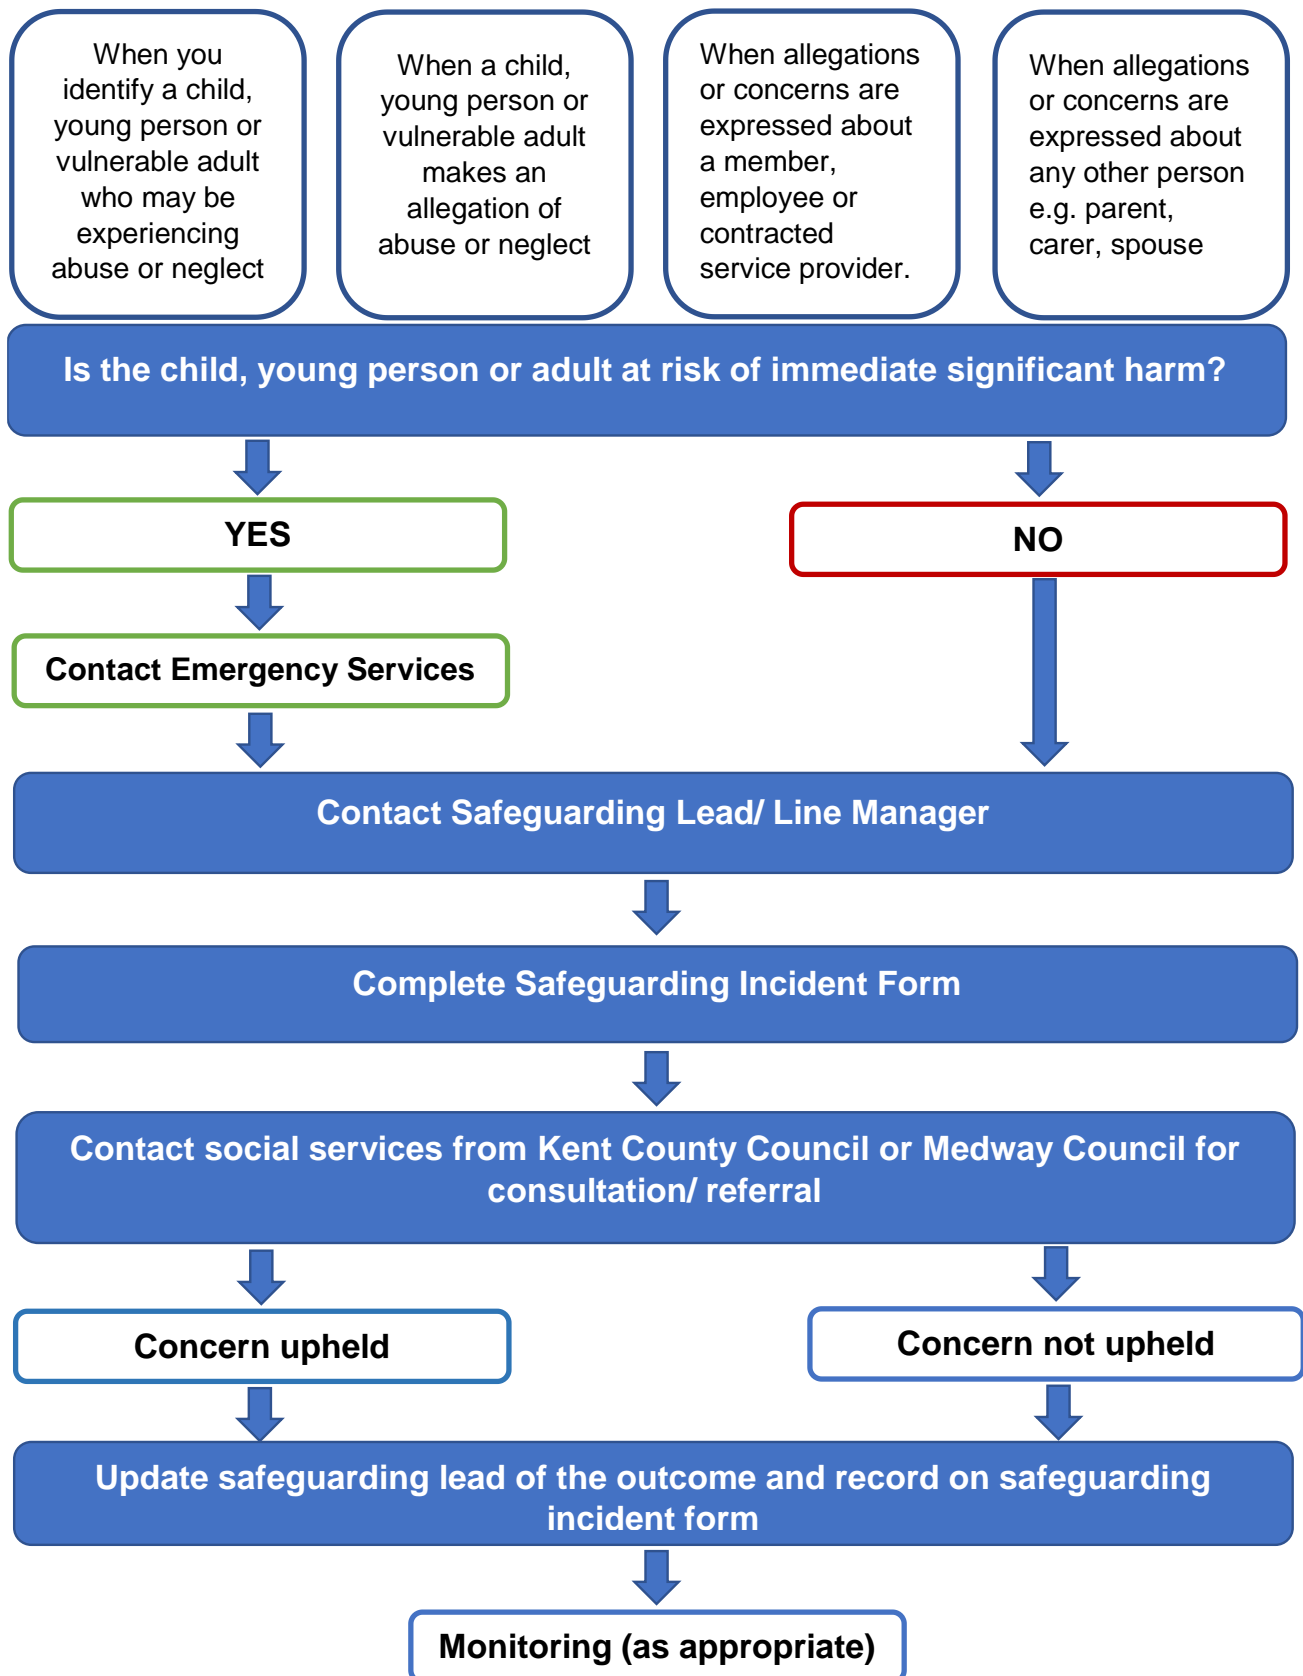 When you
identify a child,
young person or
vulnerable adult
who may be
experiencing
abuse or neglect
When a child,
young person or
vulnerable adult
makes an
allegation of
abuse or neglect
When allegations
or concerns are
expressed about
a member,
employee or
contracted
service provider.
When allegations
or concerns are
expressed about
any other person
e.g. parent,
carer, spouse
Is the child, young person or adult at risk of immediate significant harm?
YES
NO
Contact Emergency Services
Contact Safeguarding Lead/ Line Manager
Complete Safeguarding Incident Form
Contact social services from Kent County Council or Medway Council for
consultation/ referral
Concern upheld
Concern not upheld
Update safeguarding lead of the outcome and record on safeguarding
incident form
Monitoring (as appropriate)